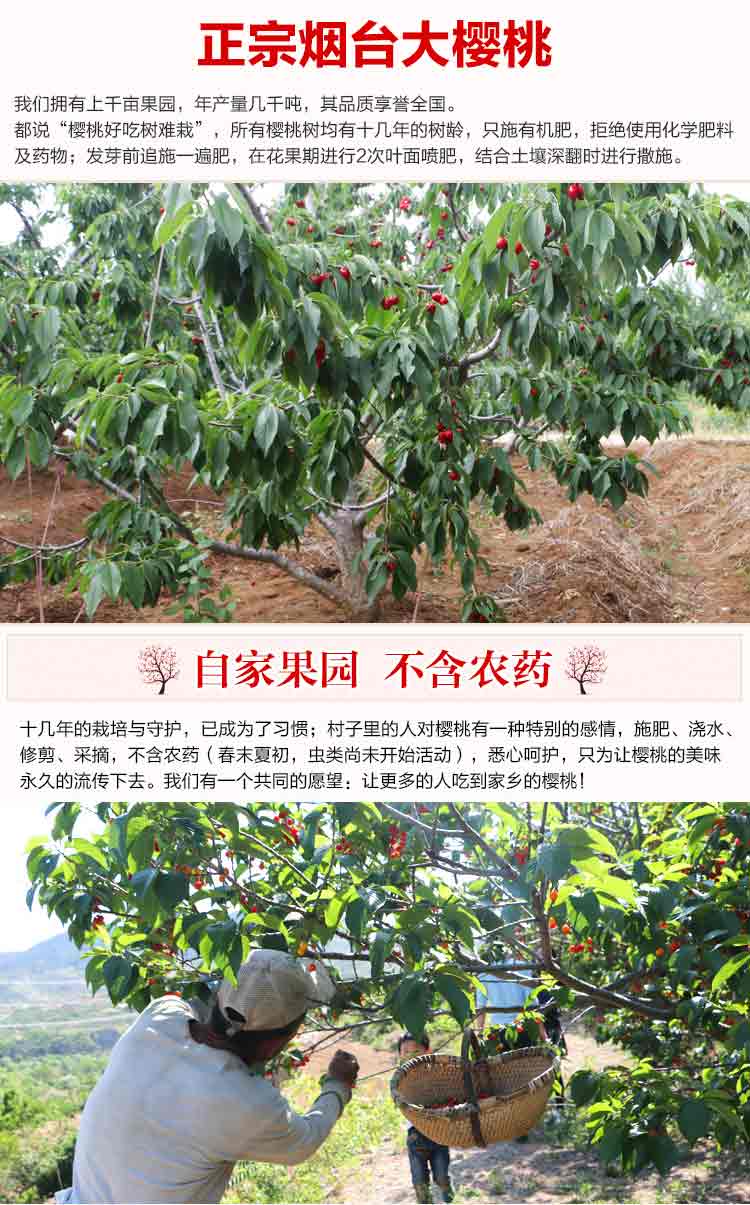 正宗烟台大樱桃
我们拥有上千亩果园，年产量几千吨，其品质享誉全国。
都说“樱桃好吃树难栽”，所有樱桃树均有十几年的树龄，只施有机肥，拒绝使用化学肥料
及药物；发芽前追施一遍肥，在花果期进行2次叶面喷肥，结合土壤深翻时进行撒施。
自家果园 不含农药
十几年的栽培与守护，已成为了习惯；村子里的人对樱桃有一种特别的感情，施肥、浇水、
修剪、采摘，不含农药（春末夏初，虫类尚未开始活动），悉心呵护，只为让樱桃的美味
永久的流传下去。我们有一个共同的愿望：让更多的人吃到家乡的樱桃！